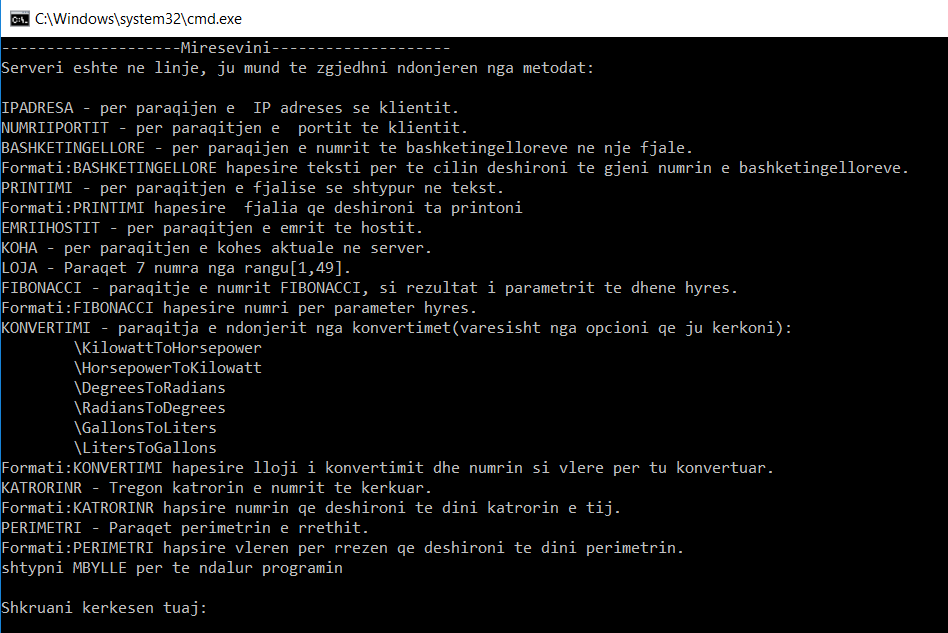 C:\Windows\system32\cmd.exe
--------------------Miresevini--------------------
Serveri eshte ne linje, ju mund te zgjedhni ndonjeren nga metodat:
IPADRESA - per paraqijen e  IP adreses se klientit.
NUMRIIPORTIT - per paraqitjen e  portit te klientit.
BASHKETINGELLORE - per paraqijen e numrit te bashketingelloreve ne nje fjale.
Formati:BASHKETINGELLORE hapesire teksti per te cilin deshironi te gjeni numrin e bashketingelloreve.
PRINTIMI - per paraqitjen e fjalise se shtypur ne tekst.
Formati:PRINTIMI hapesire  fjalia qe deshironi ta printoni
EMRIIHOSTIT - per paraqitjen e emrit te hostit.
KOHA - per paraqitjen e kohes aktuale ne server.
LOJA - Paraqet 7 numra nga rangu[1,49].
FIBONACCI - paraqitje e numrit FIBONACCI, si rezultat i parametrit te dhene hyres.
Formati:FIBONACCI hapesire numri per parameter hyres.
KONVERTIMI - paraqitja e ndonjerit nga konvertimet(varesisht nga opcioni qe ju kerkoni):
\KilowattToHorsepower
\HorsepowerToKilowatt
\DegreesToRadians
\RadiansToDegrees
\GallonsToLiters
\LitersToGallons
Formati:KONVERTIMI hapesire lloji i konvertimit dhe numrin si vlere per tu konvertuar.
KATRORINR - Tregon katrorin e numrit te kerkuar.
Formati:KATRORINR hapsire numrin qe deshironi te dini katrorin e tij.
PERIMETRI - Paraqet perimetrin e rrethit.
Formati:PERIMETRI hapsire vleren per rrezen qe deshironi te dini perimetrin.
shtypni MBYLLE per te ndalur programin
Shkruani kerkesen tuaj: